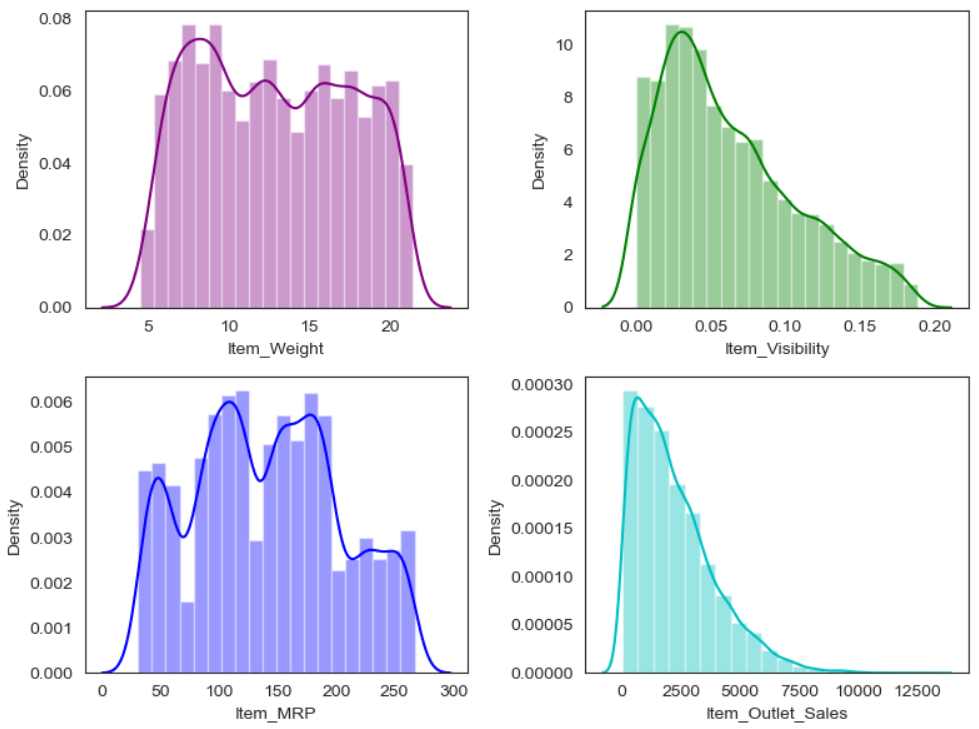 0.08
0.06
0.04
0.02
0.00
Density
5 10 15 20
Item_Weight
10
8
6
4
2
0
Density
0.00 0.05 0.10 0.15 0.20
Item_Visibility
0.006
0.005
0.004
0.003
0.002
0.001
0.000
Density
0 50 100 150 200 250 300
Item_MRP
0.00030
0.00025
0.00020
0.00015
0.00010
0.00005
0.00000
Density
0 2500 5000 7500 10000 12500
Item_Outlet_Sales